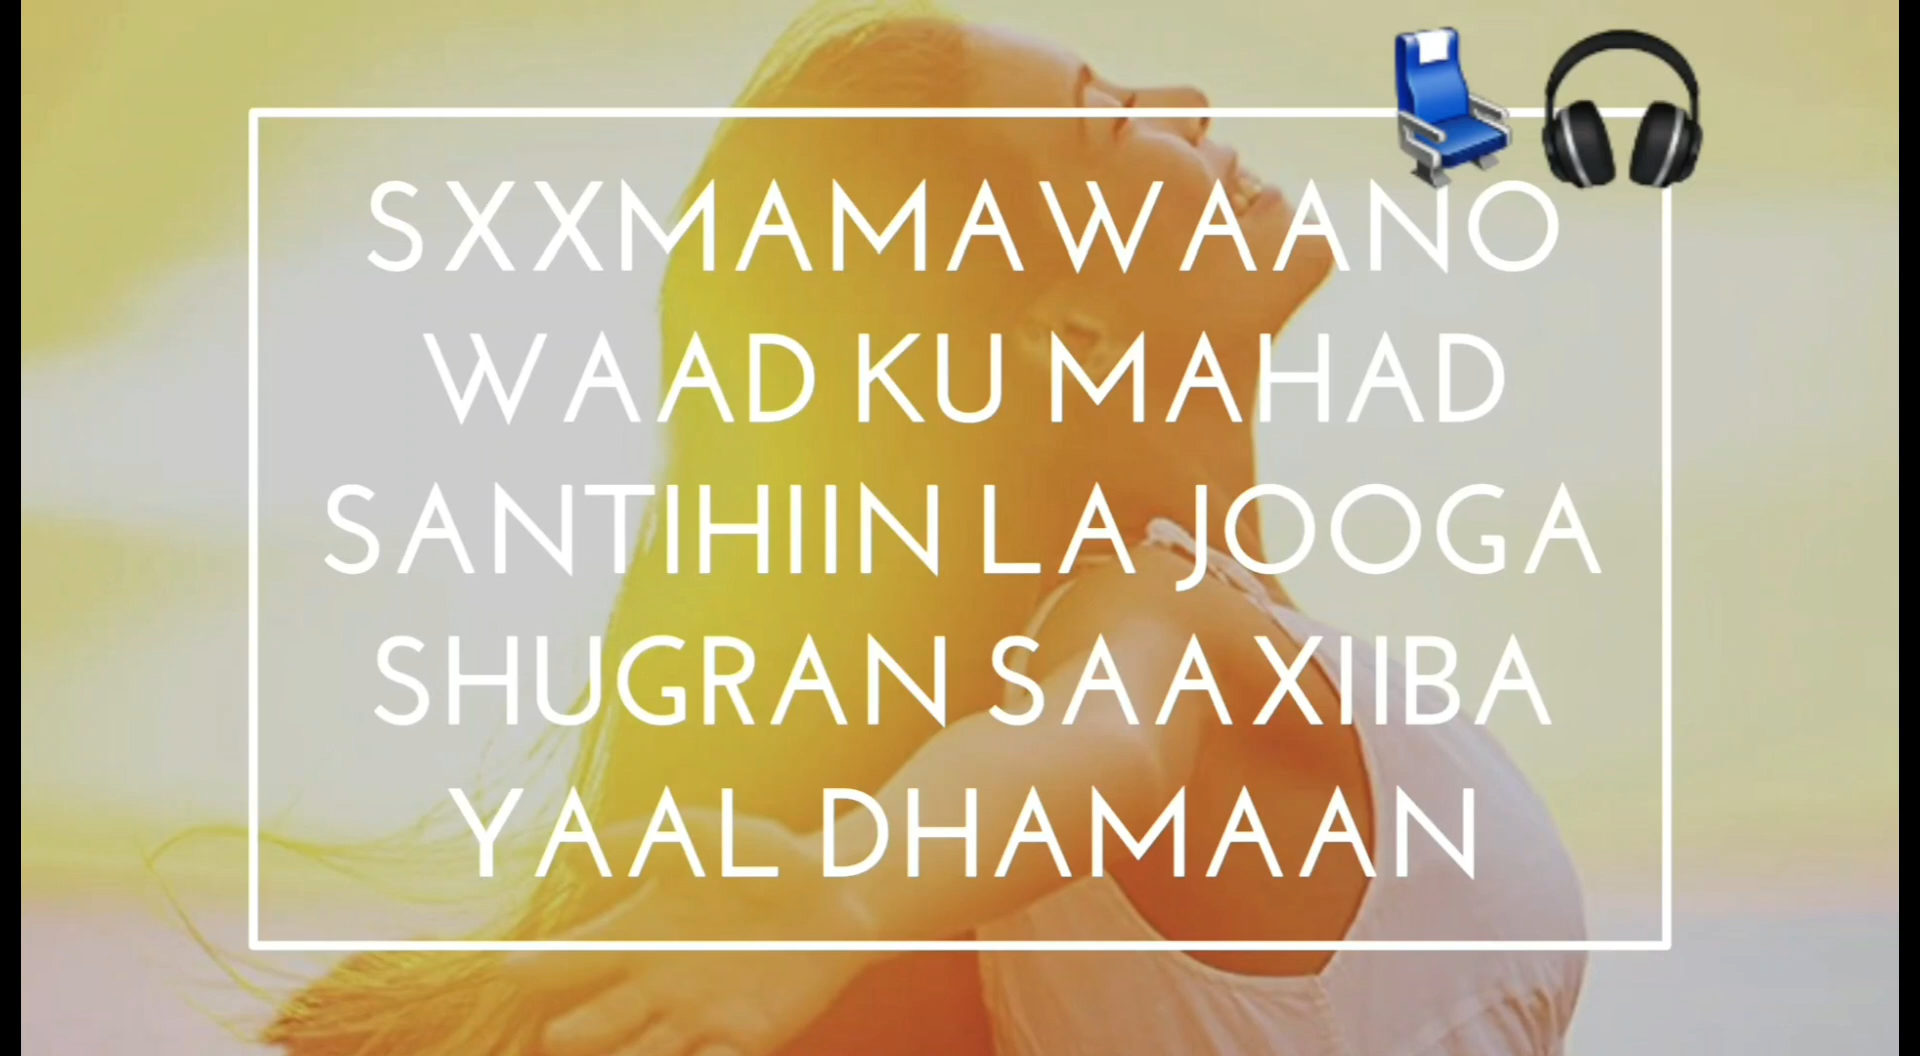 SXXMAMAWAANO
WAAD KU MAHAD
SANTIHIIN LA JOOGA
SHUGRAN SAAXIIBA
YAAL DHAMAAN